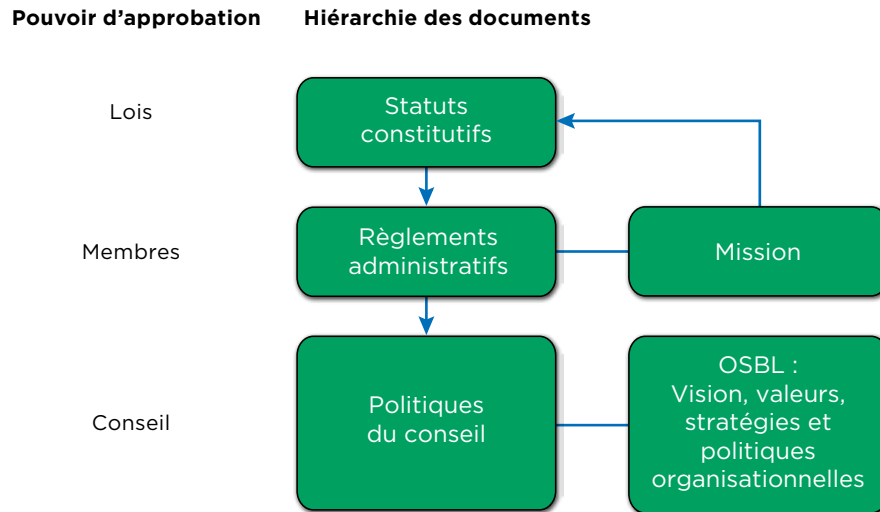 Pouvoir d’approbation
Hiérarchie des documents
Lois
Statuts
constitutifs
Membres
Règlements
administratifs
Mission
Conseil
Politiques
du conseil
OSBL :
Vision, valeurs,
stratégies et
politiques
organisationnelles